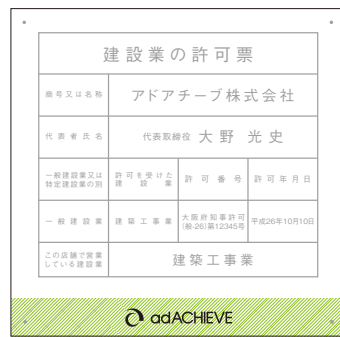 建設業の許可票
商号又は名称
アドアチーブ株式会社
代表者氏名
代表取締役 大野 光史
一般建設業又は
特定建設業の別
許可を受けた
建設業
許可番号
許可年月日
一般建設業
建築工事業
大阪府知事許可
(般-26)第12345号
平成26年10月10日
この店舗で営業
している建設業
建築工事業
adACHIEVE